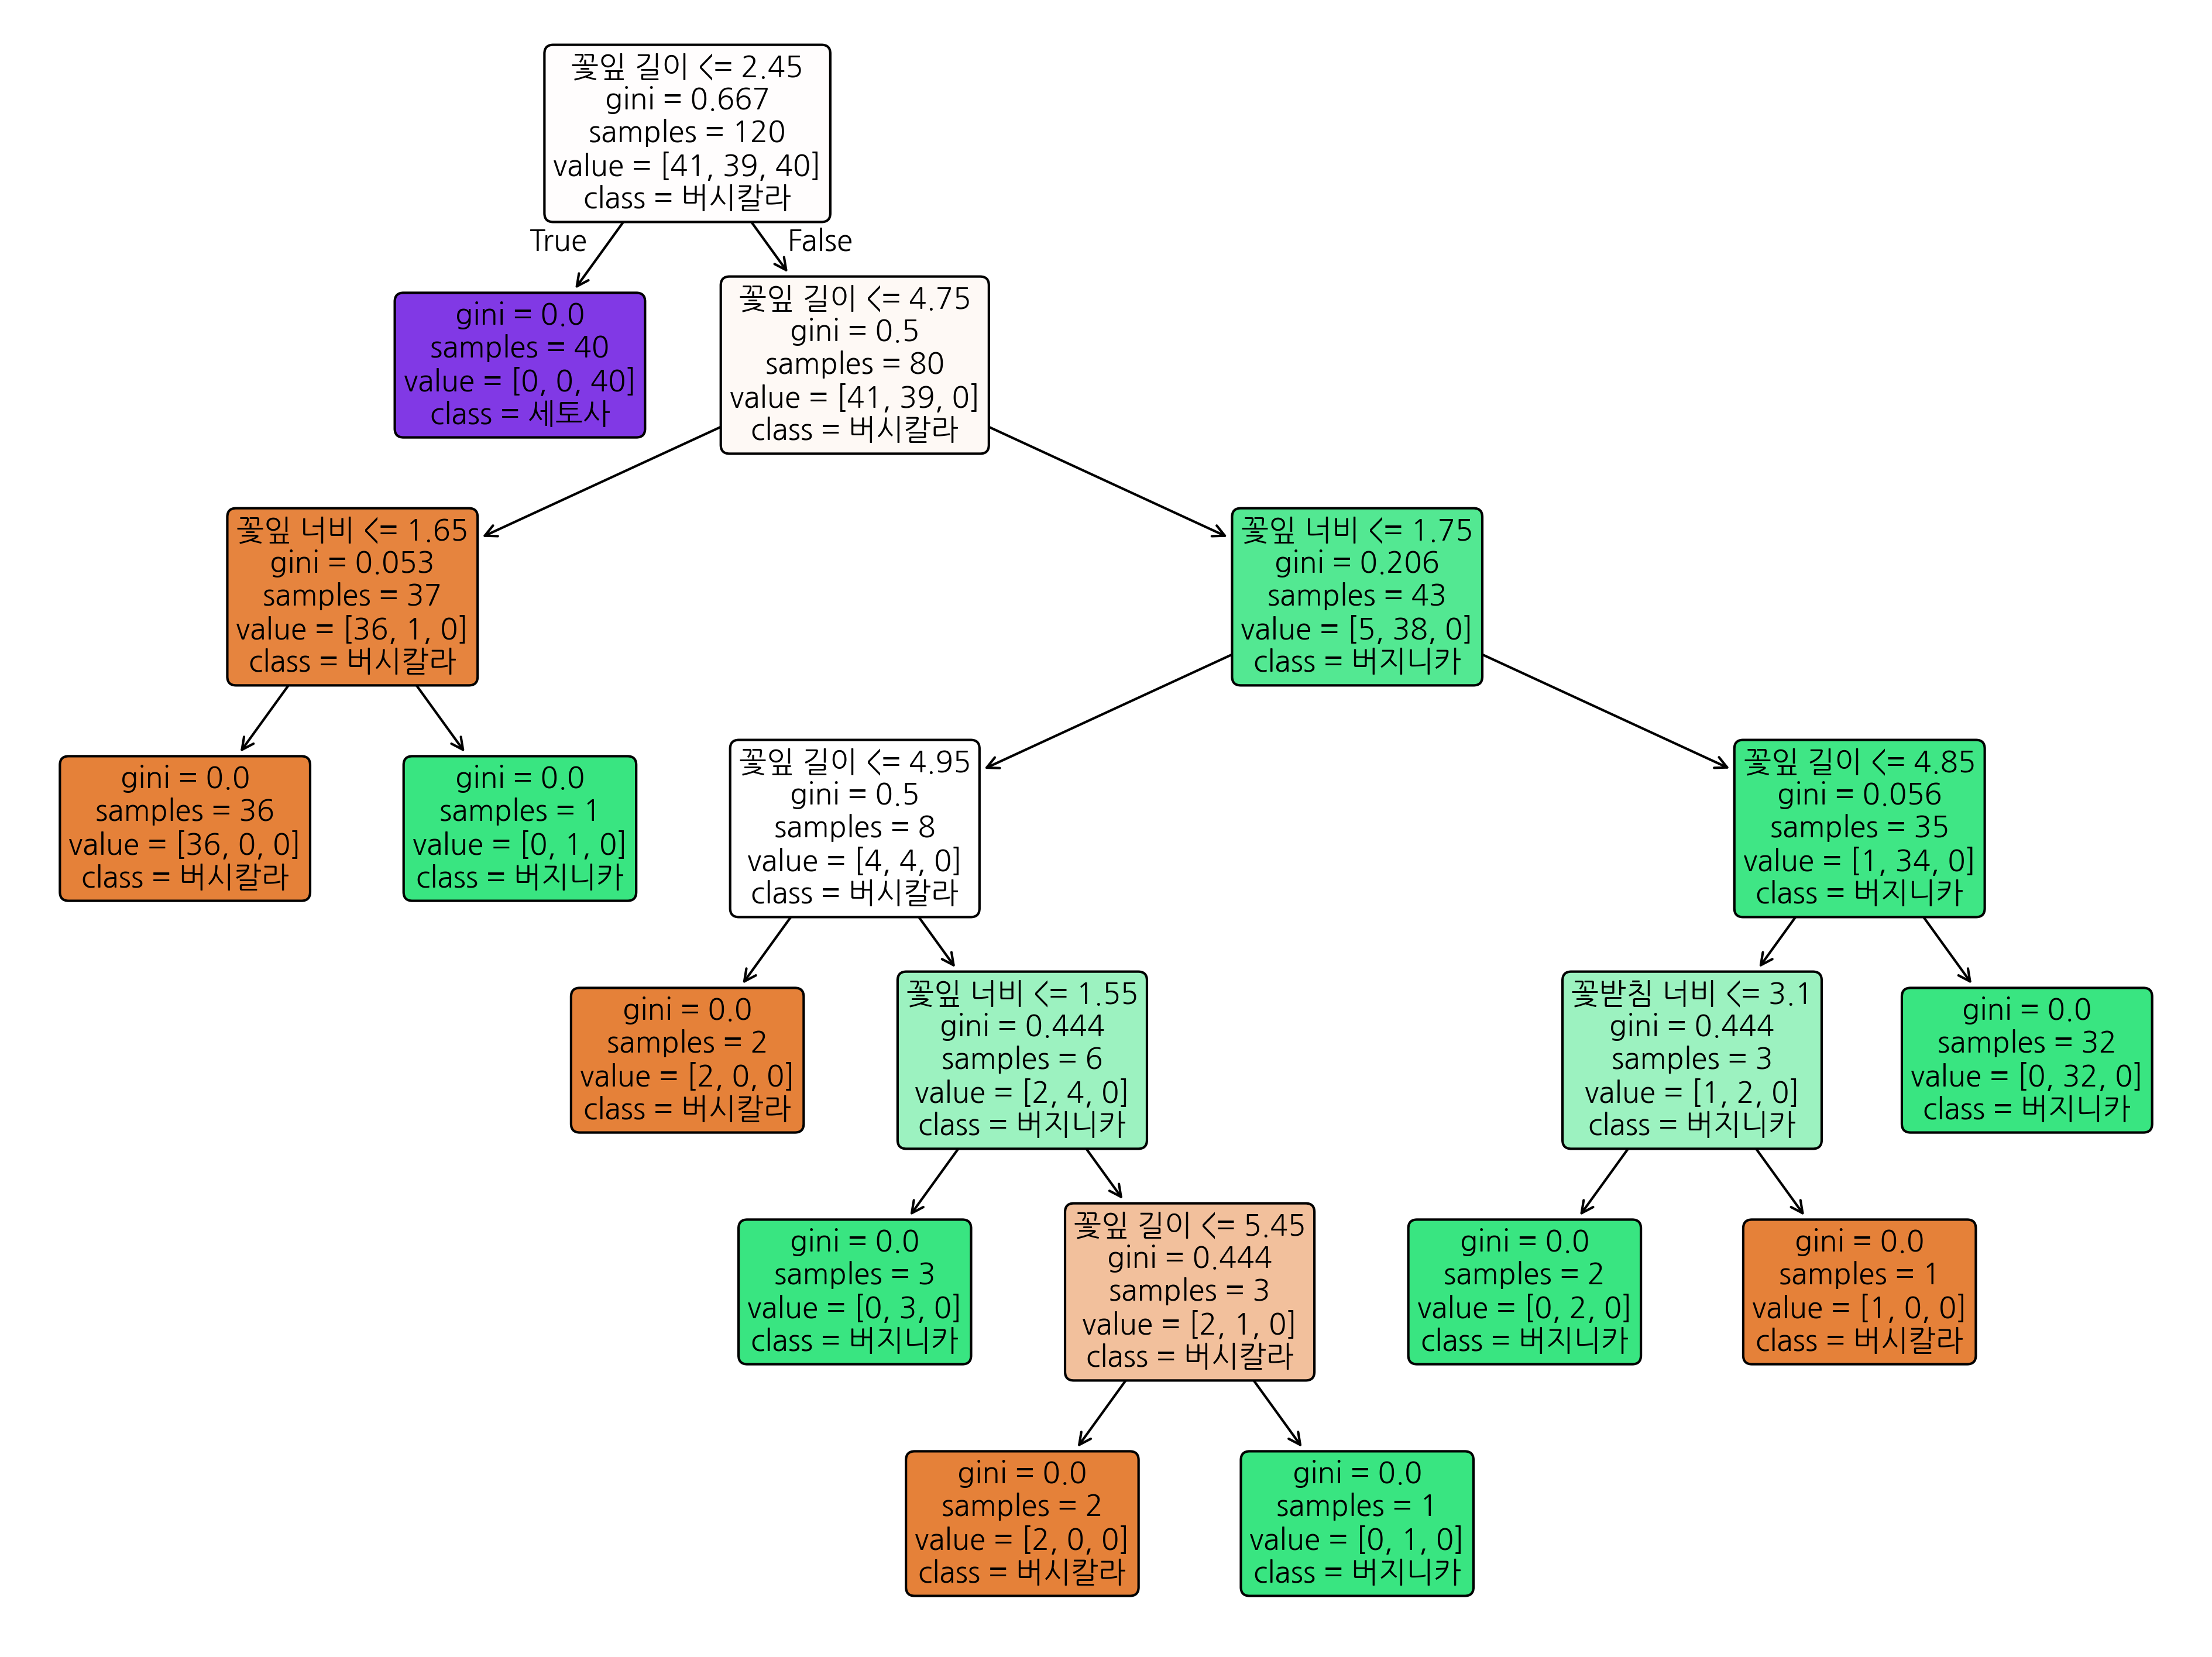 꽃잎 길이 <= 2.45
gini = 0.667
samples = 120
value = [41, 39, 40]
class = 버시칼라
True
False
gini = 0.0
samples = 40
value = [0, 0, 40]
class = 세토사
꽃잎 길이 <= 4.75
gini = 0.5
samples = 80
value = [41, 39, 0]
class = 버시칼라
꽃잎 너비 <= 1.65
gini = 0.053
samples = 37
value = [36, 1, 0]
class = 버시칼라
꽃잎 너비 <= 1.75
gini = 0.206
samples = 43
value = [5, 38, 0]
class = 버지니카
gini = 0.0
samples = 36
value = [36, 0, 0]
class = 버시칼라
gini = 0.0
samples = 1
value = [0, 1, 0]
class = 버지니카
꽃잎 길이 <= 4.95
gini = 0.5
samples = 8
value = [4, 4, 0]
class = 버시칼라
꽃잎 길이 <= 4.85
gini = 0.056
samples = 35
value = [1, 34, 0]
class = 버지니카
gini = 0.0
samples = 2
value = [2, 0, 0]
class = 버시칼라
꽃잎 너비 <= 1.55
gini = 0.444
samples = 6
value = [2, 4, 0]
class = 버지니카
꽃받침 너비 <= 3.1
gini = 0.444
samples = 3
value = [1, 2, 0]
class = 버지니카
gini = 0.0
samples = 32
value = [0, 32, 0]
class = 버지니카
gini = 0.0
samples = 3
value = [0, 3, 0]
class = 버지니카
꽃잎 길이 <= 5.45
gini = 0.444
samples = 3
value = [2, 1, 0]
class = 버시칼라
gini = 0.0
samples = 2
value = [0, 2, 0]
class = 버지니카
gini = 0.0
samples = 1
value = [1, 0, 0]
class = 버시칼라
gini = 0.0
samples = 2
value = [2, 0, 0]
class = 버시칼라
gini = 0.0
samples = 1
value = [0, 1, 0]
class = 버지니카